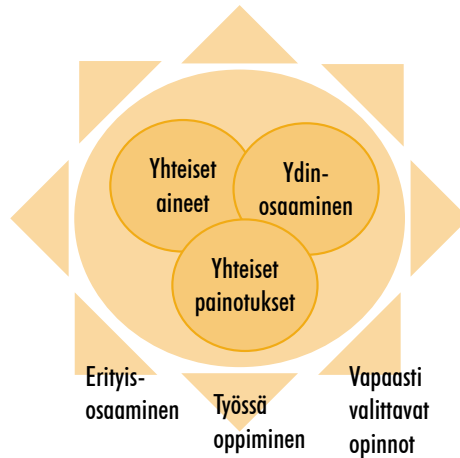 Yhteiset
aineet
Ydin-
osaaminen
Yhteiset
painotukset
Erityis-
osaaminen
Työssä
oppiminen
Vapaasti
valittavat
opinnot